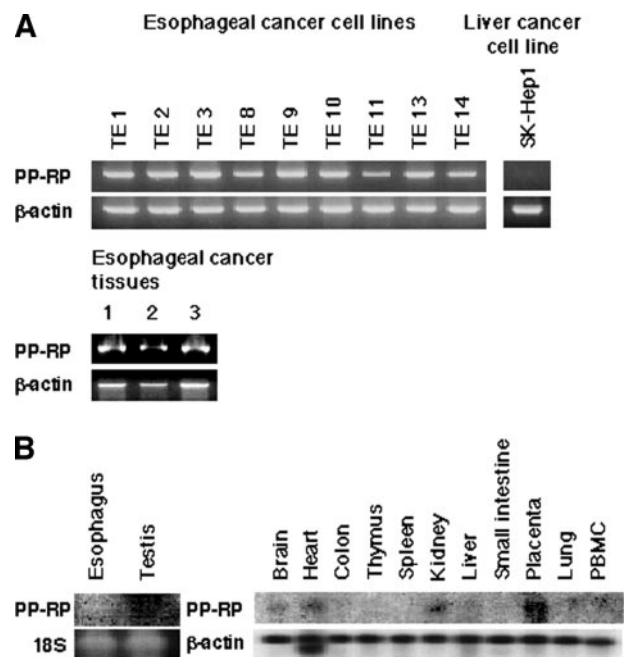 A
Esophageal cancer cell lines
Liver cancer
cell line
TE 1 TE 2 TE 3 TE 8 TE 9 TE 10 TE 11 TE 13 TE 14 SK-Hep1
PP-RP
β-actin
Esophageal cancer
tissues
1 2 3
PP-RP
β-actin
B
Esophagus Testis Brain Heart Colon Thymus Spleen Kidney Liver Small intestine Placenta Lung PBMC
PP-RP PP-RP
18S β-actin